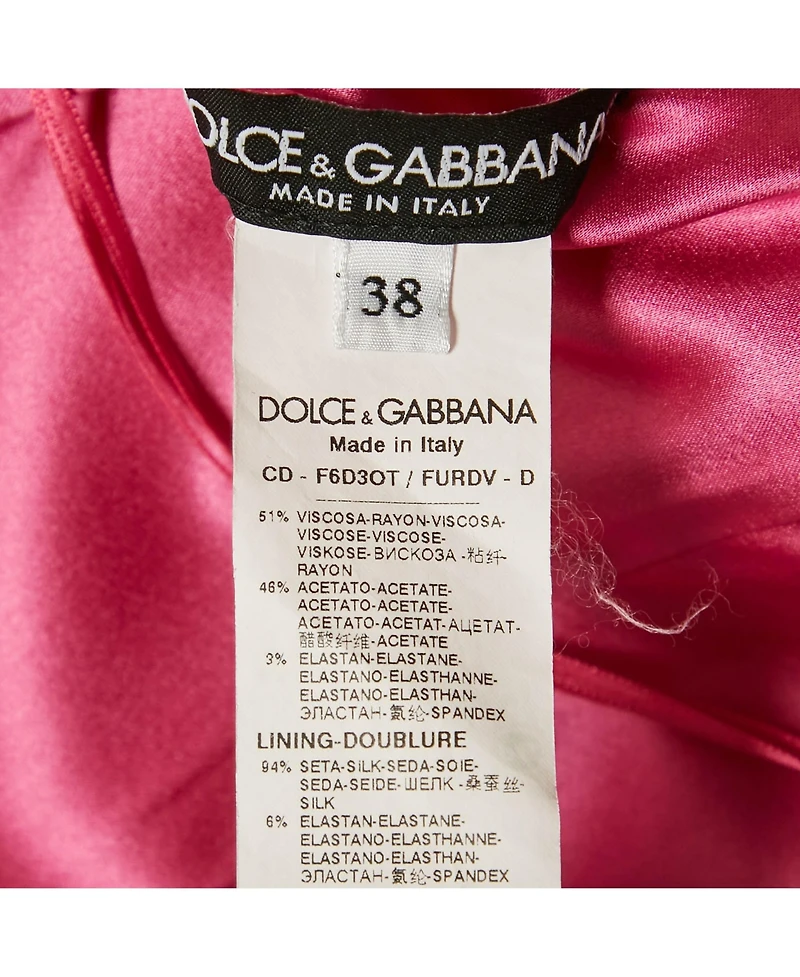 OLCE & GABBANA
MADE IN ITALY
38
DOLCE & GABBANA
Made in Italy
CD - F6D3OT / FURDV - D
51% VISCOSA-RAYON-VISCOSA-
VISCOSE-VISCOSE-
VISKOSE-ВИСКОЗА -粘纤-
RAYON
46% ACETATO-ACETATE-
ACETATO-ACETATE-
ACETATO-ACETAT-АЦЕТАТ-
醋酸纤维-ACETATE
3% ELASTAN-ELASTANE-
ELASTANO-ELASTHANNE-
ELASTANO-ELASTHAN-
ЭЛАСТАН-氨纶-SPANDEX
LINING-DOUBLURE
94% SETA-SILK-SEDA-SOIE-
SEDA-SEIDE-ШЕЛК -桑蚕丝-
SILK
6% ELASTAN-ELASTANE-
ELASTANO-ELASTHANNE-
ELASTANO-ELASTHAN-
ЭЛАСТАН-氨纶-SPANDEX